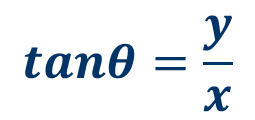 tanθ = y/x